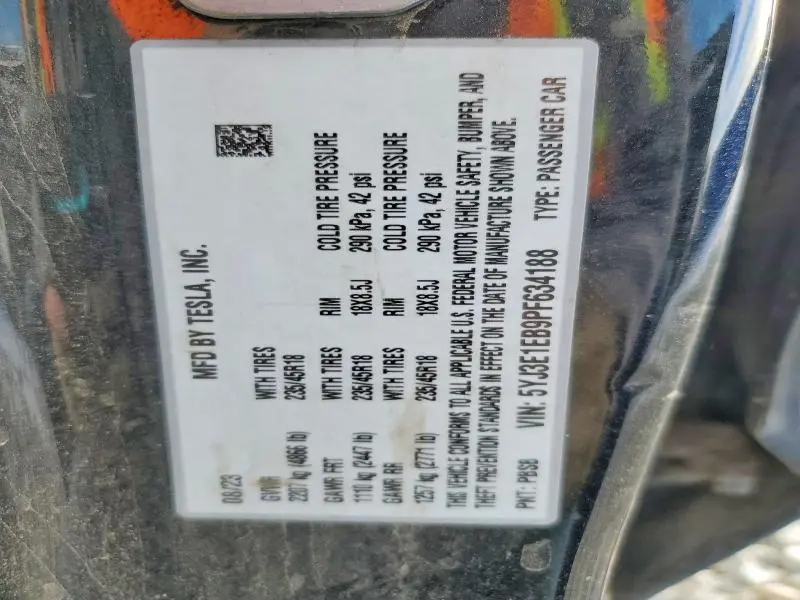 MFD BY TESLA, INC.
08/23
GVWR WITH TIRES
2207 kg (4866 lb) 235/45R18
GAWR FRT WITH TIRES RIM COLD TIRE PRESSURE
1110 kg (2447 lb) 235/45R18 18X8.5J 290 kPa, 42 psi
GAWR RR WITH TIRES RIM COLD TIRE PRESSURE
1257 kg (2771 lb) 235/45R18 18X8.5J 290 kPa, 42 psi
THIS VEHICLE CONFORMS TO ALL APPLICABLE U.S. FEDERAL MOTOR VEHICLE SAFETY, BUMPER, AND
THEFT PREVENTION STANDARDS IN EFFECT ON THE DATE OF MANUFACTURE SHOWN ABOVE.
PNT: PBSB VIN: 5YJ3E1EB9PF634188 TYPE: PASSENGER CAR